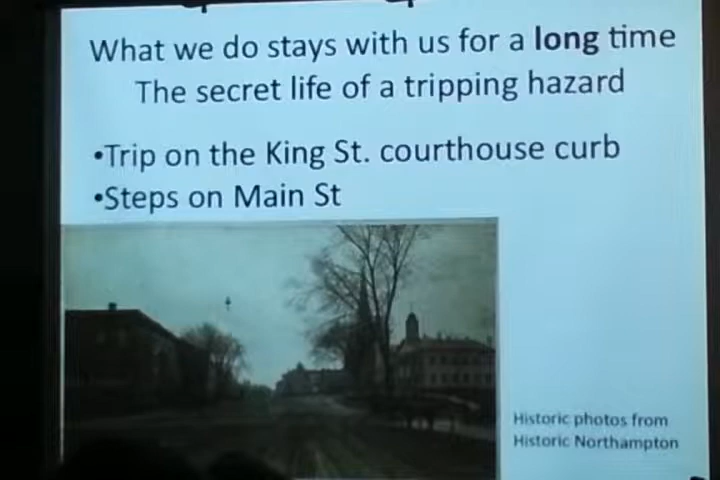 What we do stays with us for a long time
The secret life of a tripping hazard
•Trip on the King St. courthouse curb
•Steps on Main St
Historic photos from
Historic Northampton